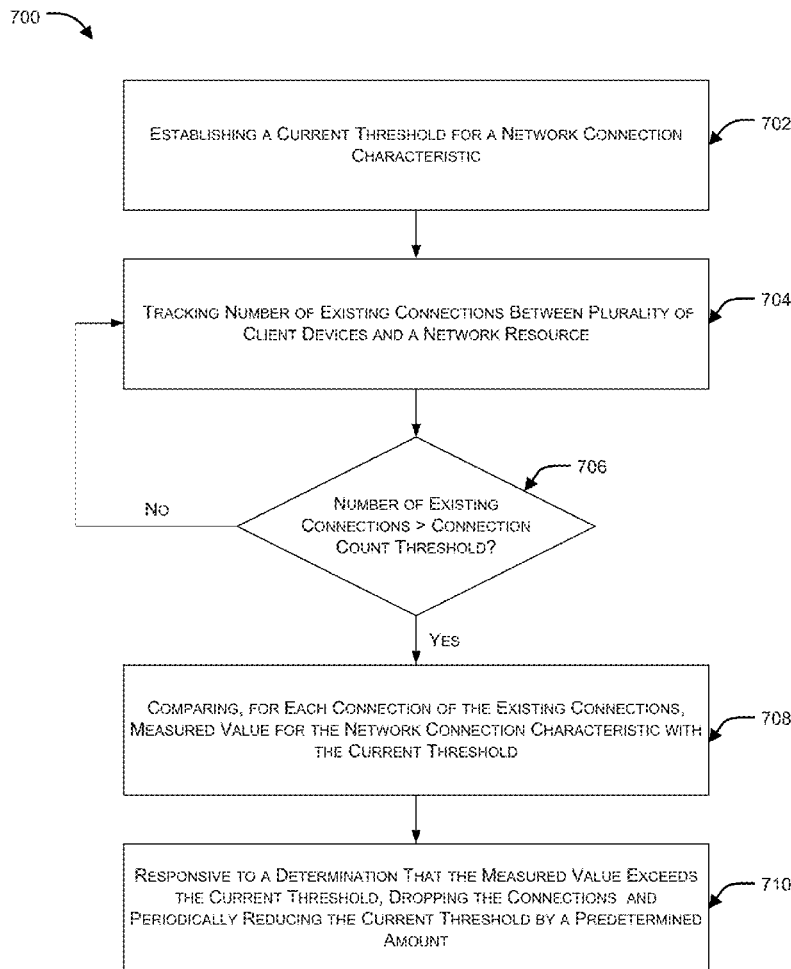 700
ESTABLISHING A CURRENT THRESHOLD FOR A NETWORK CONNECTION
CHARACTERISTIC
702
TRACKING NUMBER OF EXISTING CONNECTIONS BETWEEN PLURALITY OF
CLIENT DEVICES AND A NETWORK RESOURCE
704
NUMBER OF EXISTING
CONNECTIONS > CONNECTION
COUNT THRESHOLD?
706
NO
YES
COMPARING, FOR EACH CONNECTION OF THE EXISTING CONNECTIONS,
MEASURED VALUE FOR THE NETWORK CONNECTION CHARACTERISTIC WITH
THE CURRENT THRESHOLD
708
RESPONSIVE TO A DETERMINATION THAT THE MEASURED VALUE EXCEEDS
THE CURRENT THRESHOLD, DROPPING THE CONNECTIONS AND
PERIODICALLY REDUCING THE CURRENT THRESHOLD BY A PREDETERMINED
AMOUNT
710